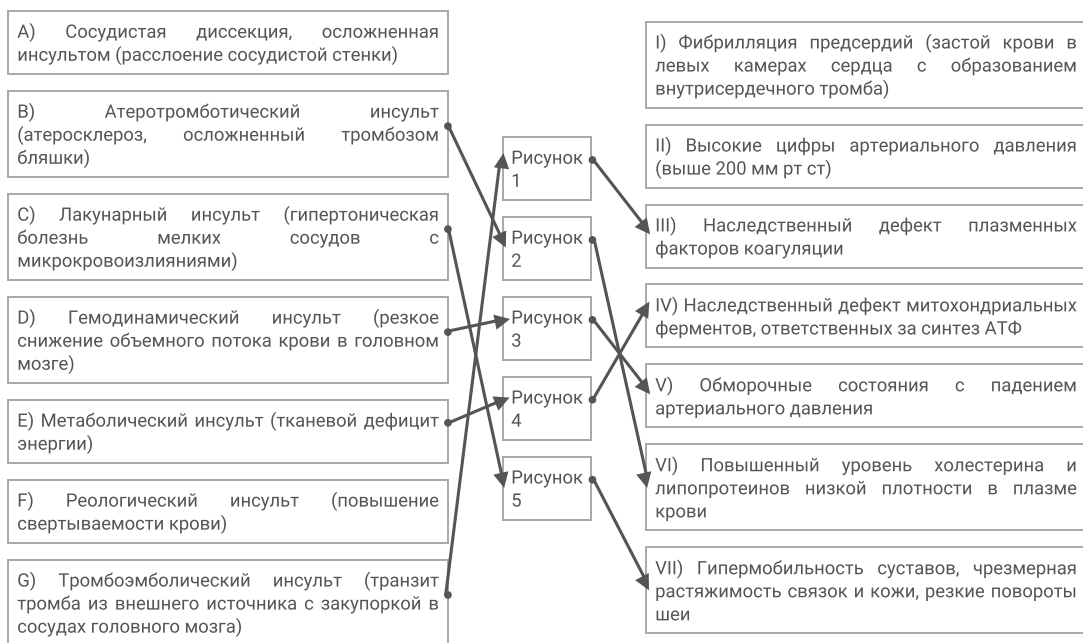 A) Сосудистая диссекция, осложненная
инсультом (расслоение сосудистой стенки)
B) Атеротромботический инсульт
(атеросклероз, осложненный тромбозом
бляшки)
C) Лакунарный инсульт (гипертоническая
болезнь мелких сосудов с
микрокровоизлияниями)
D) Гемодинамический инсульт (резкое
снижение объемного потока крови в головном
мозге)
E) Метаболический инсульт (тканевой дефицит
энергии)
F) Реологический инсульт (повышение
свертываемости крови)
G) Тромбоэмболический инсульт (транзит
тромба из внешнего источника с закупоркой в
сосудах головного мозга)
Рисунок
1
Рисунок
2
Рисунок
3
Рисунок
4
Рисунок
5
I) Фибрилляция предсердий (застой крови в
левых камерах сердца с образованием
внутрисердечного тромба)
II) Высокие цифры артериального давления
(выше 200 мм рт ст)
III) Наследственный дефект плазменных
факторов коагуляции
IV) Наследственный дефект митохондриальных
ферментов, ответственных за синтез АТФ
V) Обморочные состояния с падением
артериального давления
VI) Повышенный уровень холестерина и
липопротеинов низкой плотности в плазме
крови
VII) Гипермобильность суставов, чрезмерная
растяжимость связок и кожи, резкие повороты
шеи